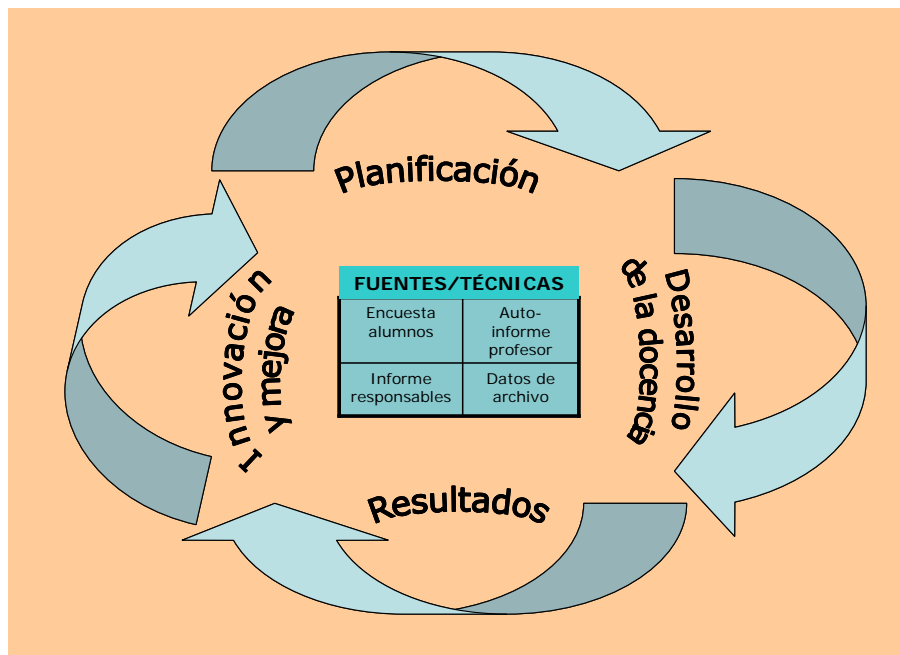 Planificación
Desarrollo
de la docencia
Resultados
Innovación
y mejora
FUENTES/TÉCNICAS
Encuesta
alumnos
Auto-
informe
profesor
Informe
responsables
Datos de
archivo